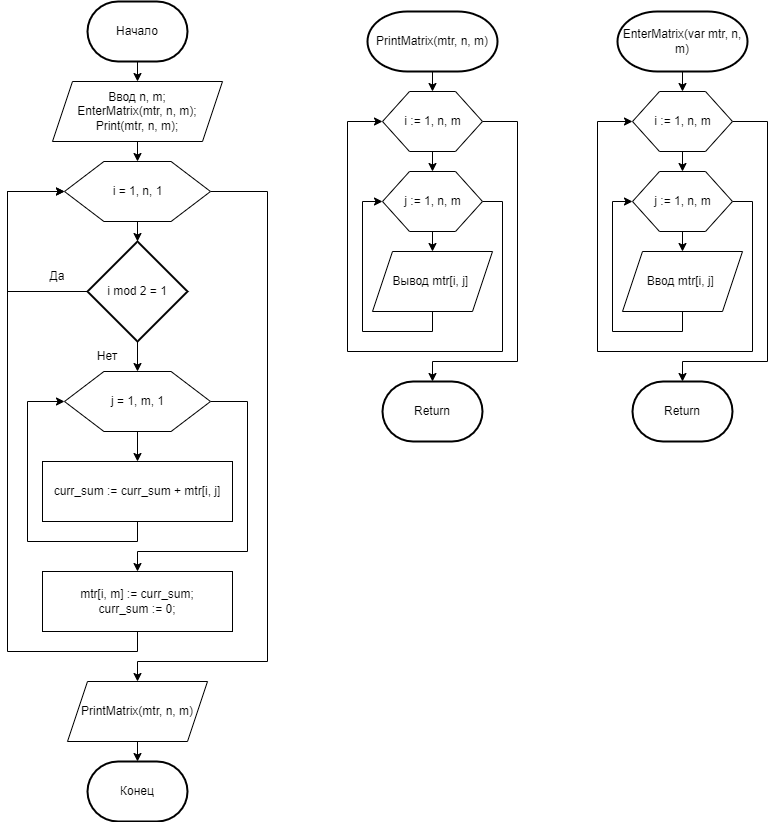 Начало
Ввод n, m;
EnterMatrix(mtr, n, m);
Print(mtr, n, m);
i = 1, n, 1
Да
i mod 2 = 1
Нет
j = 1, m, 1
curr_sum := curr_sum + mtr[i, j]
mtr[i, m] := curr_sum;
curr_sum := 0;
PrintMatrix(mtr, n, m)
Конец
PrintMatrix(mtr, n, m)
i := 1, n, m
j := 1, n, m
Вывод mtr[i, j]
Return
EnterMatrix(var mtr, n,
m)
i := 1, n, m
j := 1, n, m
Ввод mtr[i, j]
Return